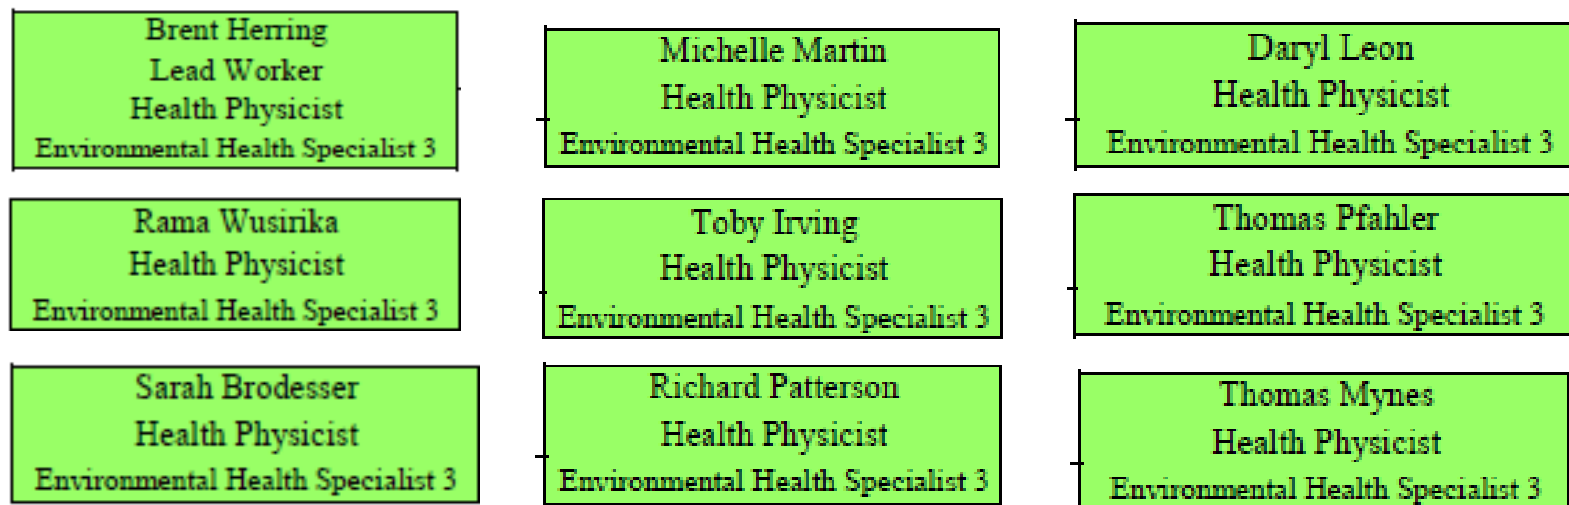 Brent Herring
Lead Worker
Health Physicist
Environmental Health Specialist 3
Michelle Martin
Health Physicist
Environmental Health Specialist 3
Daryl Leon
Health Physicist
Environmental Health Specialist 3
Rama Wusirika
Health Physicist
Environmental Health Specialist 3
Toby Irving
Health Physicist
Environmental Health Specialist 3
Thomas Pfahler
Health Physicist
Environmental Health Specialist 3
Sarah Brodesser
Health Physicist
Environmental Health Specialist 3
Richard Patterson
Health Physicist
Environmental Health Specialist 3
Thomas Mynes
Health Physicist
Environmental Health Specialist 3